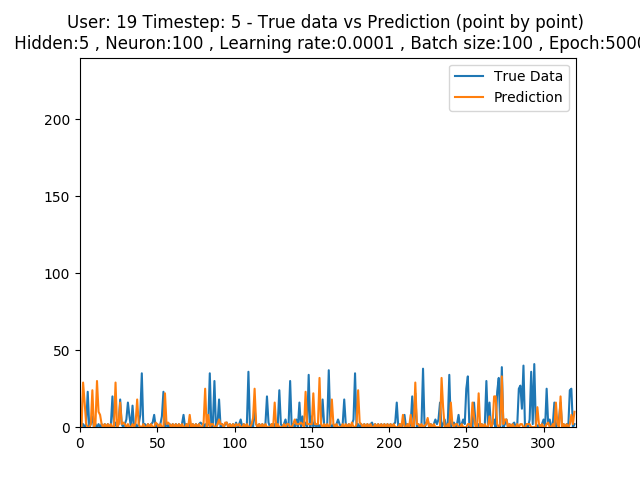 User: 19 Timestep: 5 - True data vs Prediction (point by point)
Hidden:5 , Neuron:100 , Learning rate:0.0001 , Batch size:100 , Epoch:5000
True Data
Prediction
200
150
100
50
0
0 50 100 150 200 250 300